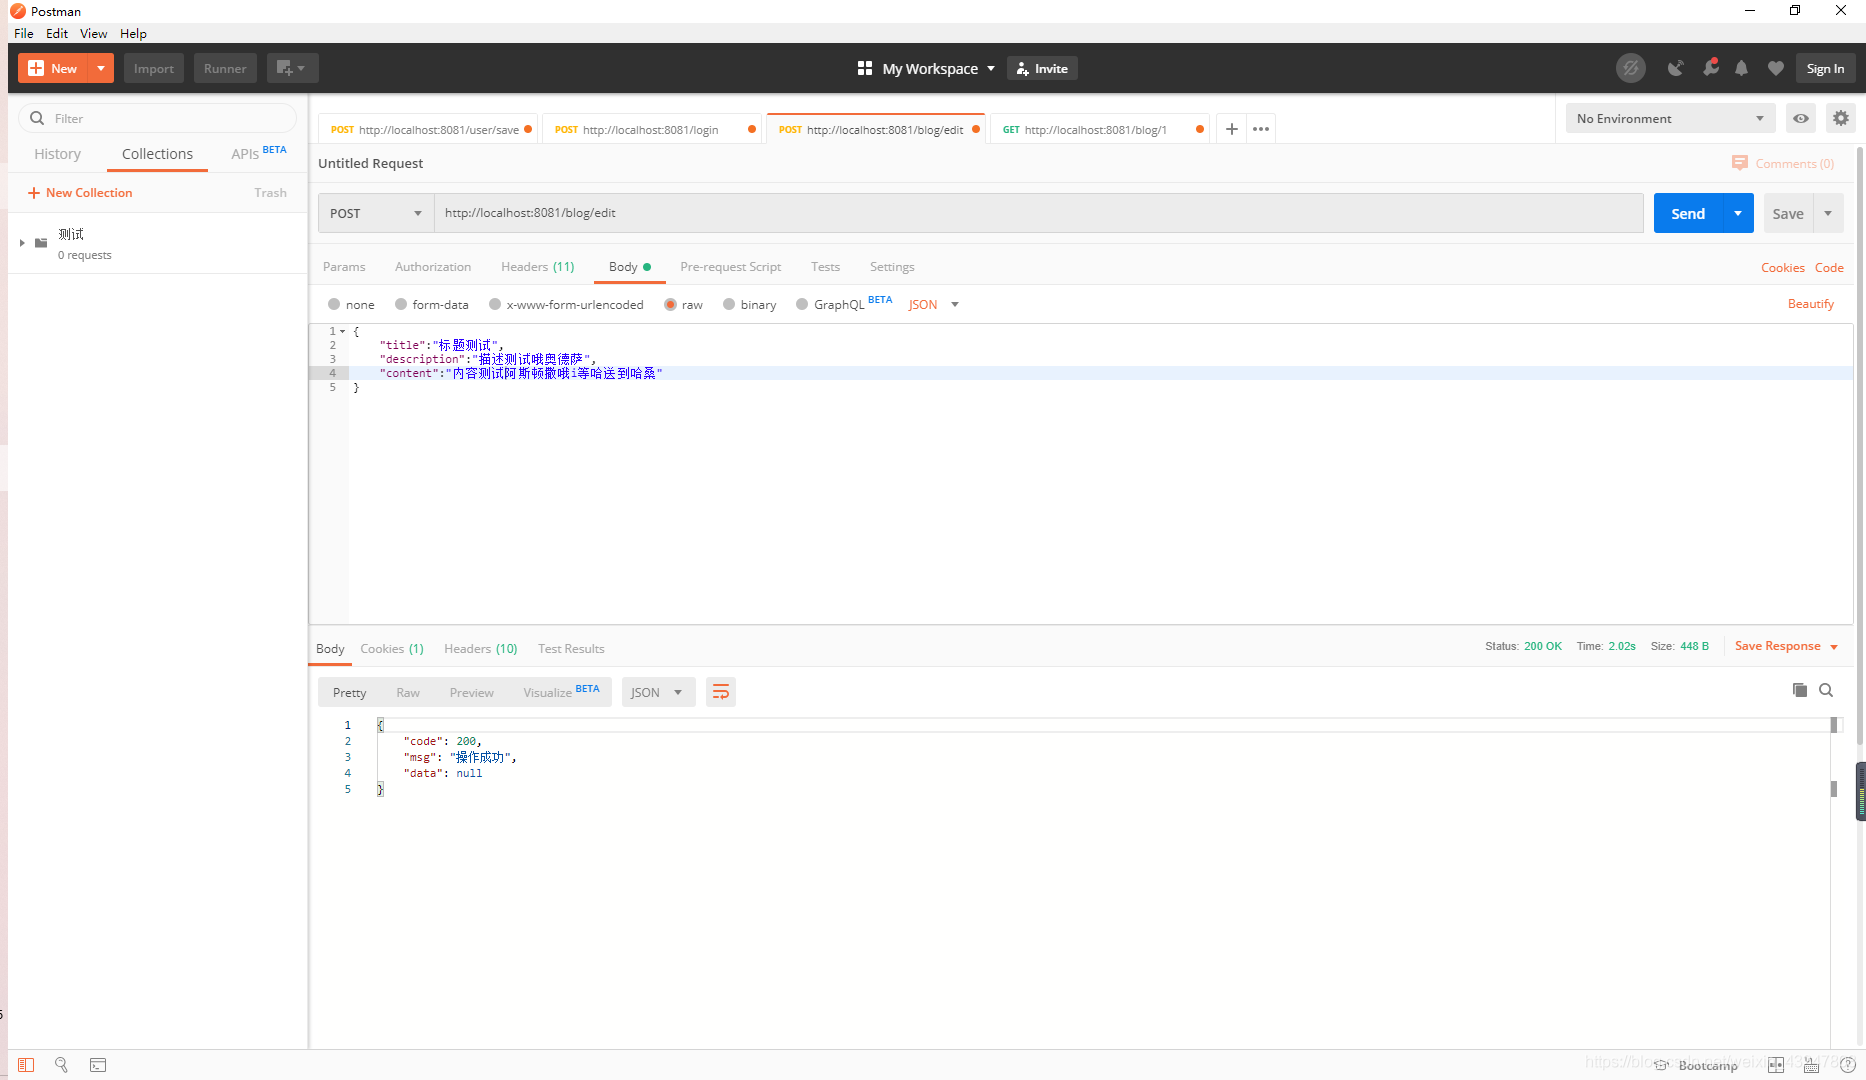 Postman
File Edit View Help
New Import Runner My Workspace Invite Sign In
Filter
History Collections APIs BETA
New Collection Trash
测试
0 requests
POST http://localhost:8081/user/save POST http://localhost:8081/login POST http://localhost:8081/blog/edit GET http://localhost:8081/blog/1
No Environment
Untitled Request
Comments (0)
POST http://localhost:8081/blog/edit Send Save
Params Authorization Headers (11) Body Pre-request Script Tests Settings Cookies Code
none form-data x-www-form-urlencoded raw binary GraphQL BETA JSON Beautify
1 {
2 "title":"标题测试",
3 "description":"描述测试哦奥德萨",
4 "content":"内容测试阿斯顿撒哦i等哈送到哈桑"
5 }
Body Cookies (1) Headers (10) Test Results Status: 200 OK Time: 2.02s Size: 448 B Save Response
Pretty Raw Preview Visualize BETA JSON
1 {
2 "code": 200,
3 "msg": "操作成功",
4 "data": null
5 }
Bootcamp